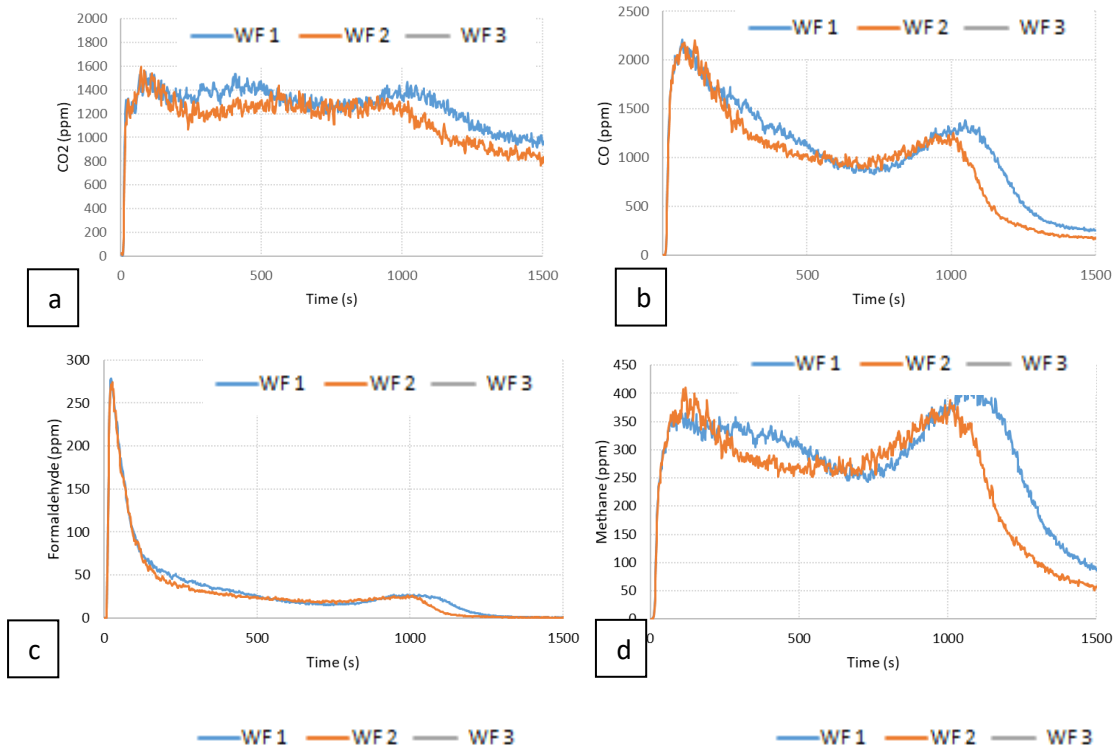 WF 1 WF 2 WF 3
2000
1800
1600
1400
1200
1000
800
600
400
200
0
CO2 (ppm)
0 500 1000 1500
Time (s)
a
WF 1 WF 2 WF 3
2500
2000
1500
1000
500
0
CO (ppm)
0 500 1000 1500
Time (s)
b
WF 1 WF 2 WF 3
300
250
200
150
100
50
0
Formaldehyde (ppm)
0 500 1000 1500
Time (s)
c
WF 1 WF 2 WF 3
450
400
350
300
250
200
150
100
50
0
Methane (ppm)
0 500 1000 1500
Time (s)
d
WF 1 WF 2 WF 3
WF 1 WF 2 WF 3